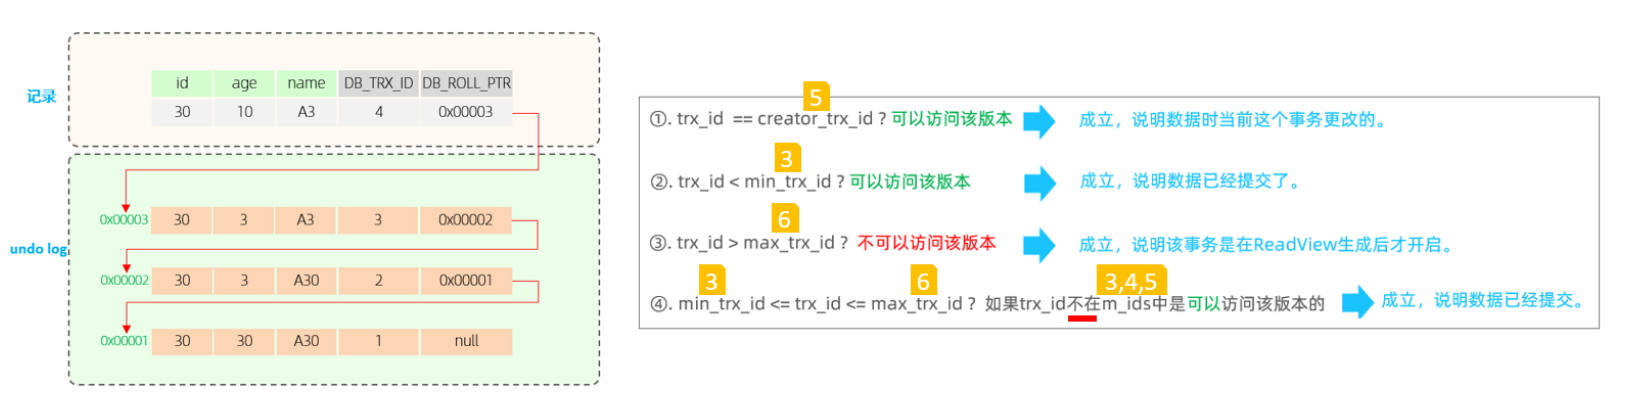 记录
id age name DB_TRX_ID DB_ROLL_PTR
30 10 A3 4 0x00003
undo log
0x00003 30 3 A3 3 0x00002
0x00002 30 3 A30 2 0x00001
0x00001 30 30 A30 1 null
5
①. trx_id == creator_trx_id ? 可以访问该版本 成立，说明数据时当前这个事务更改的。
3
②. trx_id < min_trx_id ? 可以访问该版本 成立，说明数据已经提交了。
6
③. trx_id > max_trx_id ? 不可以访问该版本 成立，说明该事务是在ReadView生成后才开启。
3 6 3,4,5
④. min_trx_id <= trx_id <= max_trx_id ? 如果trx_id不在m_ids中是可以访问该版本的 成立，说明数据已经提交。